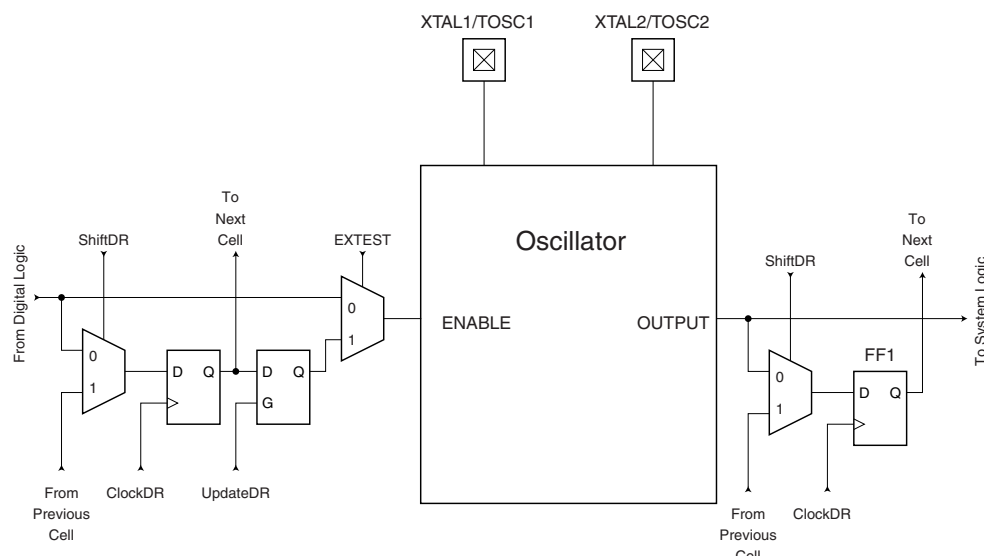 XTAL1/TOSC1
XTAL2/TOSC2
To
Next
Cell
ShiftDR
EXTEST
From Digital Logic
0
1
D Q
D Q
G
0
1
From
Previous
Cell
ClockDR
UpdateDR
Oscillator
ENABLE
OUTPUT
To
Next
Cell
ShiftDR
FF1
0
1
D Q
To System Logic
From
Previous
Cell
ClockDR